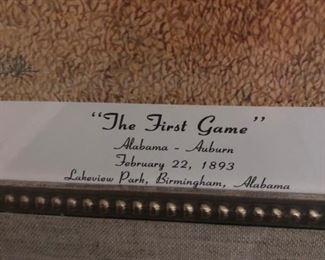 "The First Game"
Alabama - Auburn
February 22, 1893
Lakeview Park, Birmingham, Alabama